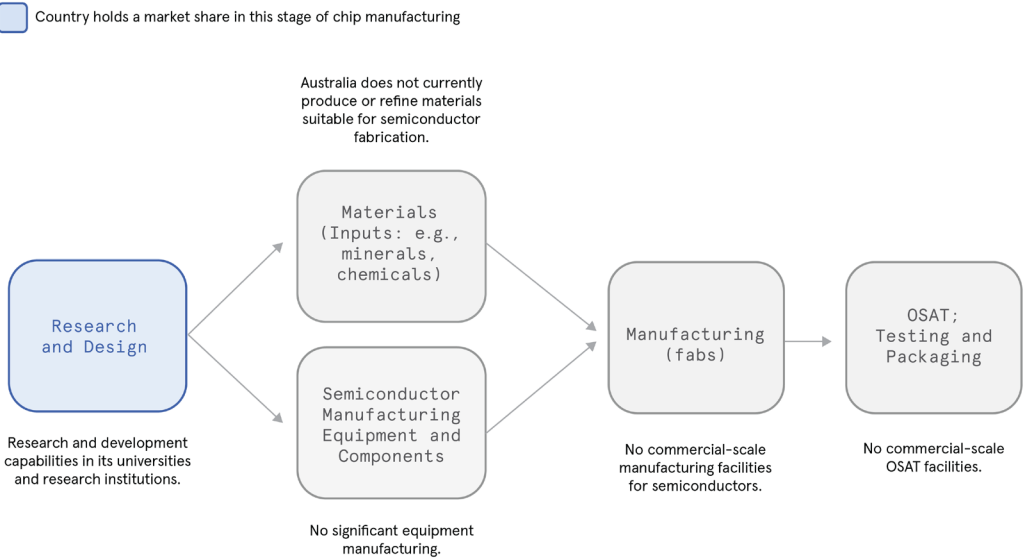 Country holds a market share in this stage of chip manufacturing
Australia does not currently
produce or refine materials
suitable for semiconductor
fabrication.
Materials
(Inputs: e.g.,
minerals,
chemicals)
Research
and Design
Research and development
capabilities in its universities
and research institutions.
Semiconductor
Manufacturing
Equipment and
Components
No significant equipment
manufacturing.
Manufacturing
(fabs)
No commercial-scale
manufacturing facilities
for semiconductors.
OSAT;
Testing and
Packaging
No commercial-scale
OSAT facilities.